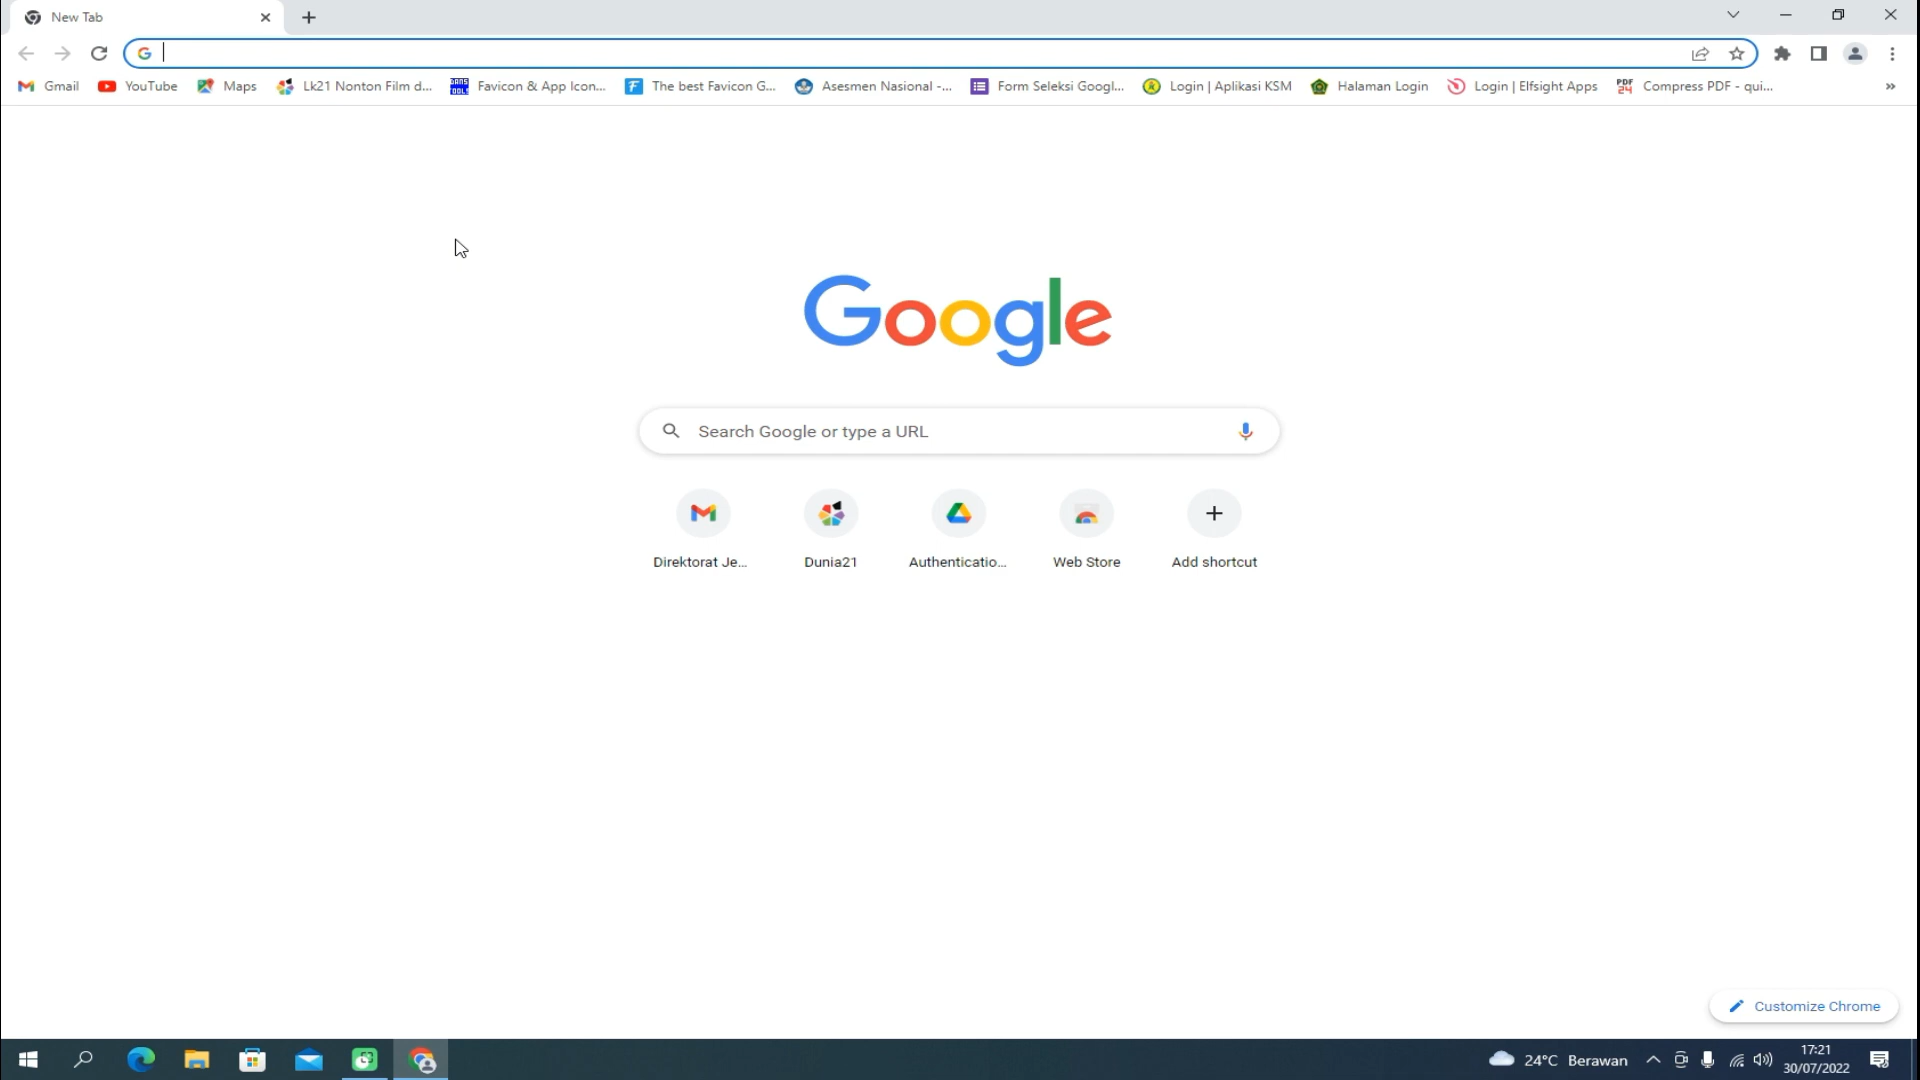 New Tab
Gmail YouTube Maps Lk21 Nonton Film d... Favicon & App Icon... The best Favicon G... Asesmen Nasional -... Form Seleksi Googl... Login | Aplikasi KSM Halaman Login Login | Elfsight Apps PDF 24 Compress PDF - qui... »
Google
Search Google or type a URL
Direktorat Je... Dunia21 Authenticatio... Web Store Add shortcut
Customize Chrome
24°C Berawan 17:21
30/07/2022